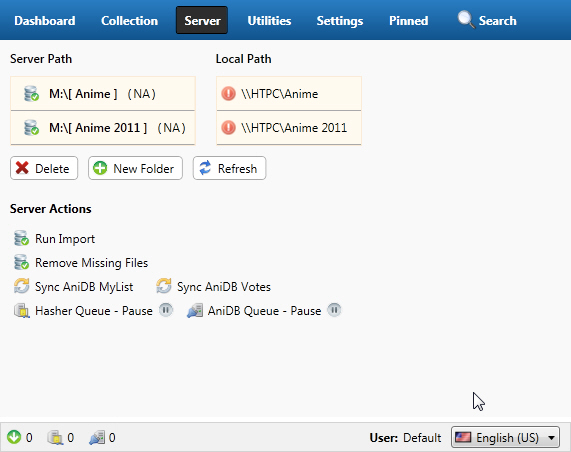 Dashboard Collection Server Utilities Settings Pinned Search
Server Path Local Path
M:\[ Anime ] (NA) \\HTPC\Anime
M:\[ Anime 2011 ] (NA) \\HTPC\Anime 2011
Delete New Folder Refresh
Server Actions
Run Import
Remove Missing Files
Sync AniDB MyList Sync AniDB Votes
Hasher Queue - Pause AniDB Queue - Pause
0 0 0 User: Default English (US)